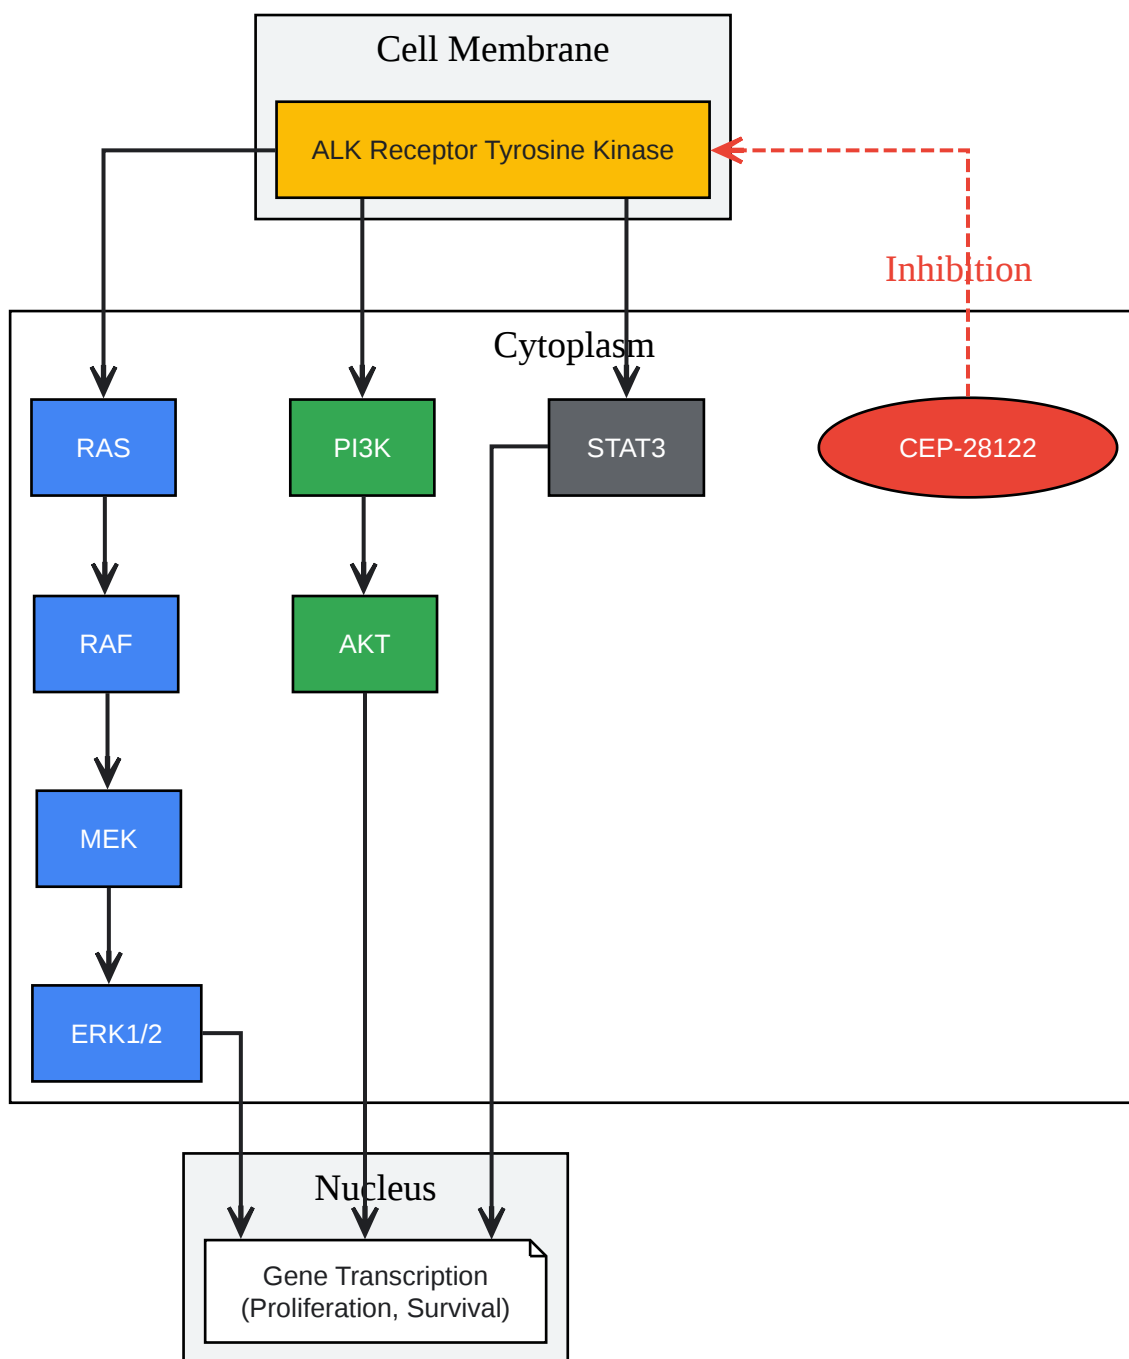 Cell Membrane
ALK Receptor Tyrosine Kinase
Inhibition
Cytoplasm
RAS
PI3K
STAT3
CEP-28122
RAF
AKT
MEK
ERK1/2
Nucleus
Gene Transcription
(Proliferation, Survival)